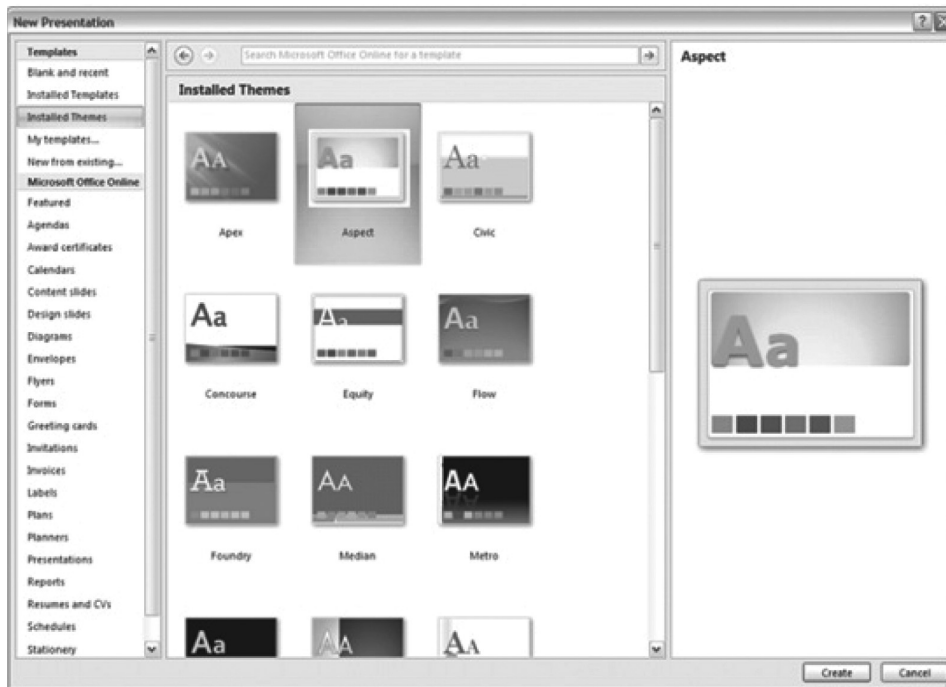 New Presentation
Templates
Blank and recent
Installed Templates
Installed Themes
My templates...
New from existing...
Microsoft Office Online
Featured
Agendas
Award certificates
Calendars
Content slides
Design slides
Diagrams
Envelopes
Flyers
Forms
Greeting cards
Invitations
Invoices
Labels
Plans
Planners
Presentations
Reports
Resumes and CVs
Schedules
Stationery
Search Microsoft Office Online for a template
Installed Themes
Aa Aa Aa
Apex Aspect Civic
Aa Aa Aa
Concourse Equity Flow
Aa Aa Aa
Foundry Median Metro
Aa Aa Aa
Aspect
Aa
Create Cancel